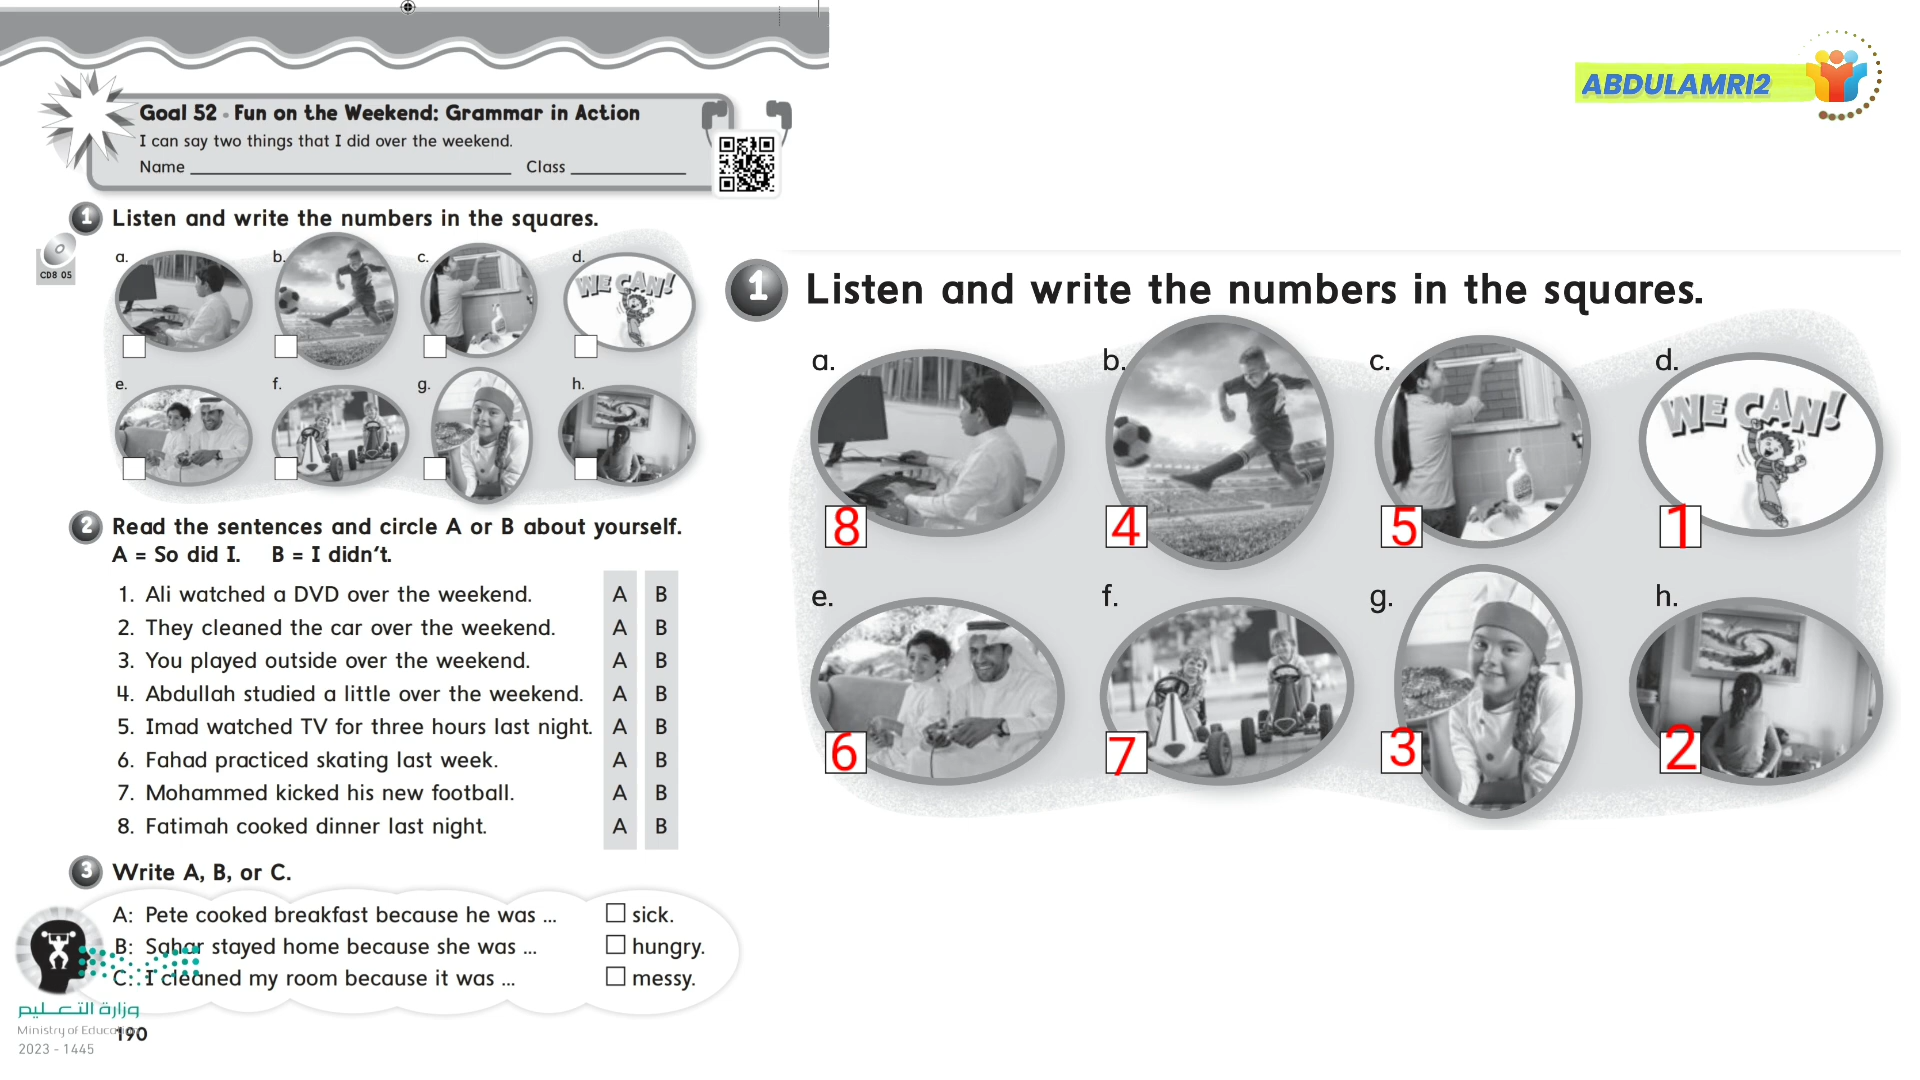 ABDULAMRI2
Goal 52 • Fun on the Weekend: Grammar in Action
I can say two things that I did over the weekend.
Name ______ Class ______
1 Listen and write the numbers in the squares.
CD8 05
a. b. c. d.
WE CAN!
e. f. g. h.
2 Read the sentences and circle A or B about yourself.
A = So did I. B = I didn't.
1. Ali watched a DVD over the weekend. A B
2. They cleaned the car over the weekend. A B
3. You played outside over the weekend. A B
4. Abdullah studied a little over the weekend. A B
5. Imad watched TV for three hours last night. A B
6. Fahad practiced skating last week. A B
7. Mohammed kicked his new football. A B
8. Fatimah cooked dinner last night. A B
3 Write A, B, or C.
A: Pete cooked breakfast because he was ... sick.
B: Sahar stayed home because she was ... hungry.
C: I cleaned my room because it was ... messy.
وزارة التعليم
Ministry of Education
190
2023 - 1445
1 Listen and write the numbers in the squares.
a. b. c. d.
WE CAN!
8 4 5 1
e. f. g. h.
6 7 3 2